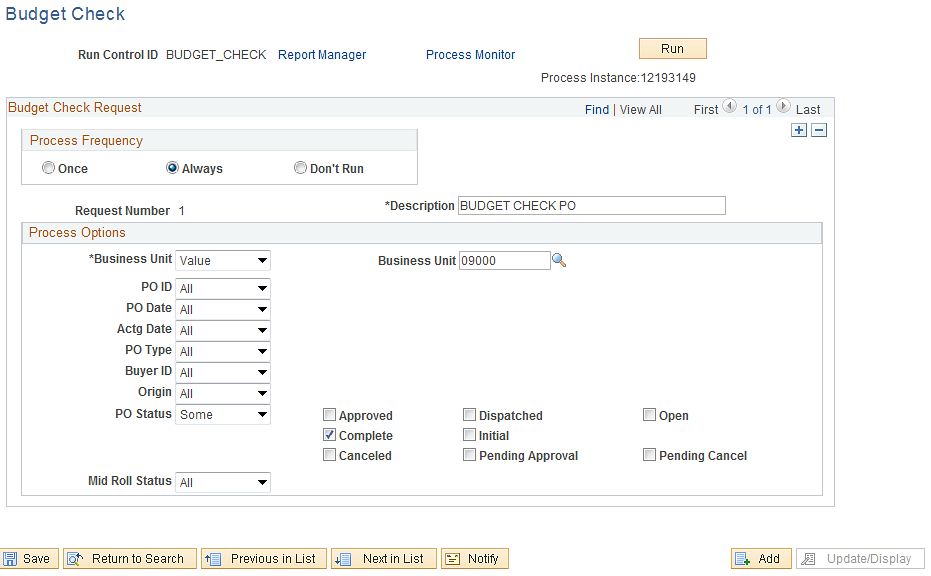 Budget Check
Run Control ID BUDGET_CHECK Report Manager Process Monitor Run
Process Instance:12193149
Budget Check Request Find | View All First 1 of 1 Last
Process Frequency
Once Always Don't Run
Request Number 1 *Description BUDGET CHECK PO
Process Options
*Business Unit Value Business Unit 09000
PO ID All
PO Date All
Actg Date All
PO Type All
Buyer ID All
Origin All
PO Status Some Approved Dispatched Open
Complete Initial
Canceled Pending Approval Pending Cancel
Mid Roll Status All
Save Return to Search Previous in List Next in List Notify Add Update/Display